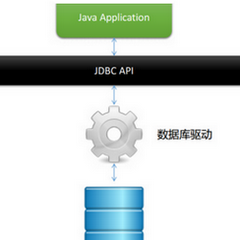 Java Application
JDBC API
数据库驱动